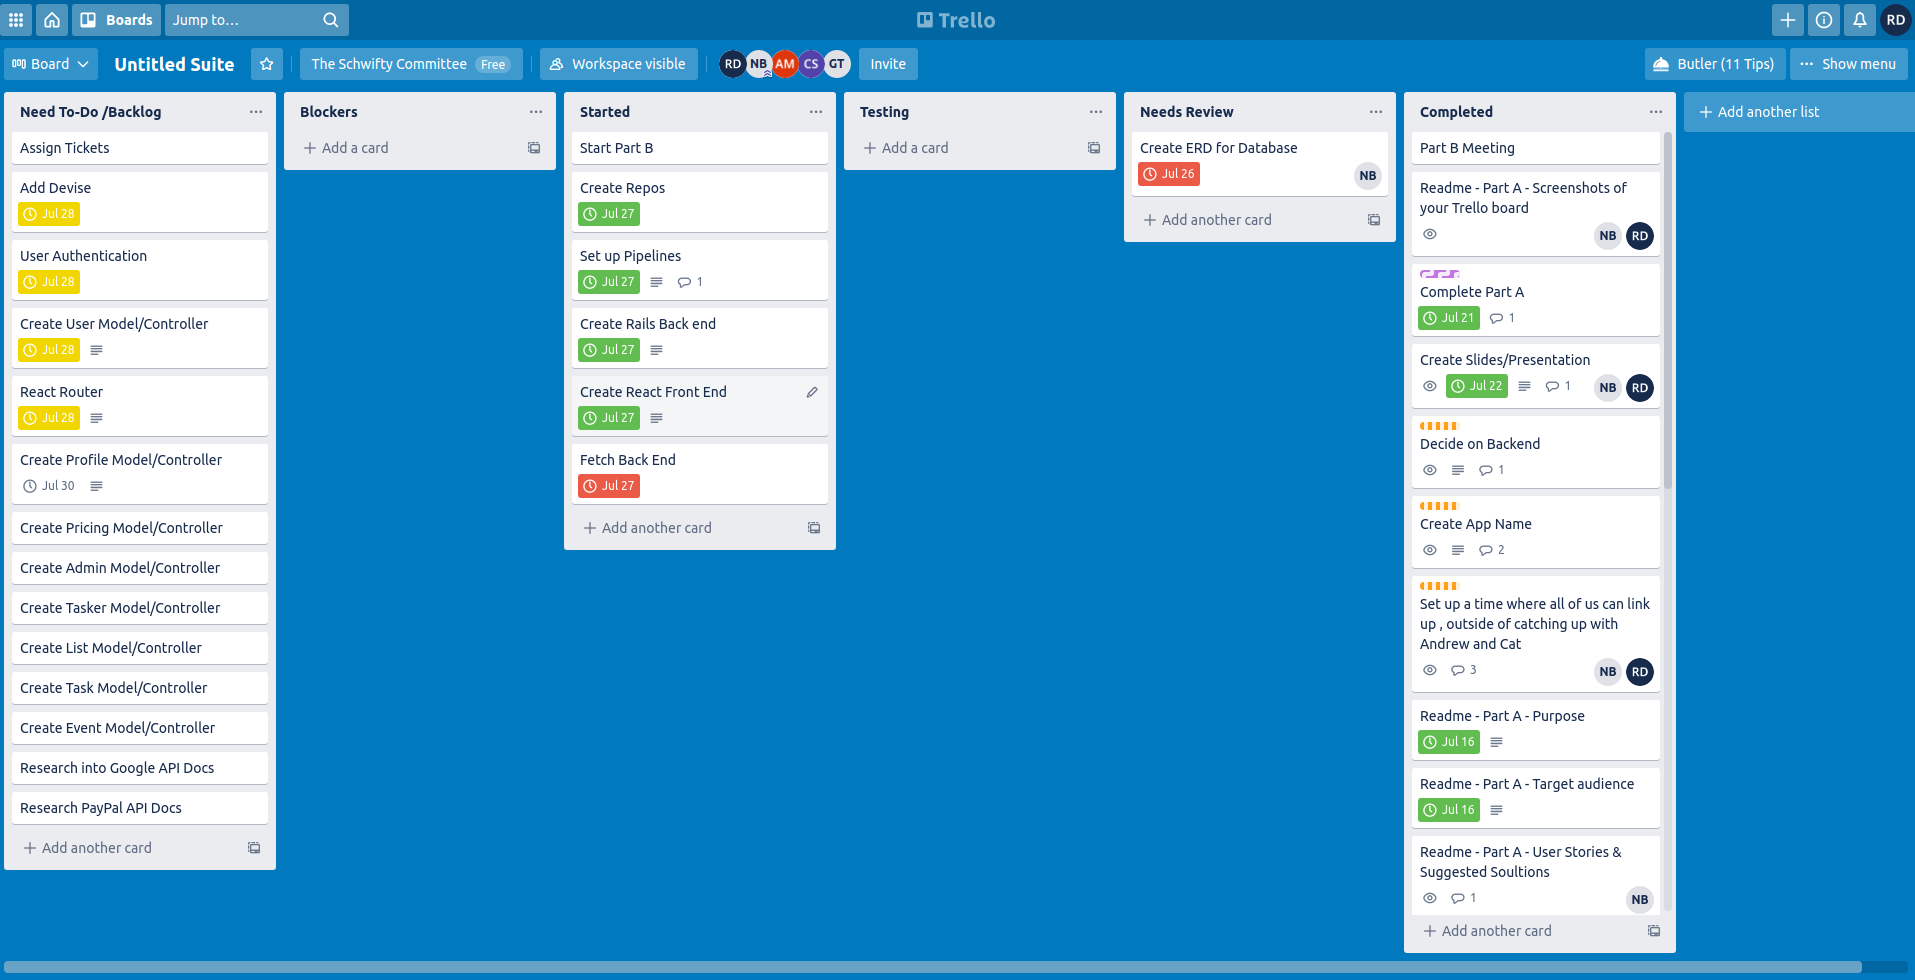 Boards
Jump to...
Trello
RD
Board
Untitled Suite
The Schwifty Committee Free
Workspace visible
RD NB AM CS GT
Invite
Butler (11 Tips)
Show menu
Need To-Do /Backlog
Assign Tickets
Add Devise
Jul 28
User Authentication
Jul 28
Create User Model/Controller
Jul 28
React Router
Jul 28
Create Profile Model/Controller
Jul 30
Create Pricing Model/Controller
Create Admin Model/Controller
Create Tasker Model/Controller
Create List Model/Controller
Create Task Model/Controller
Create Event Model/Controller
Research into Google API Docs
Research PayPal API Docs
Add another card
Blockers
Add a card
Started
Start Part B
Create Repos
Jul 27
Set up Pipelines
Jul 27 1
Create Rails Back end
Jul 27
Create React Front End
Jul 27
Fetch Back End
Jul 27
Add another card
Testing
Add a card
Needs Review
Create ERD for Database
Jul 26
NB
Add another card
Completed
Part B Meeting
Readme - Part A - Screenshots of
your Trello board
NB RD
Complete Part A
Jul 21 1
Create Slides/Presentation
Jul 22 1 NB RD
Decide on Backend
1
Create App Name
2
Set up a time where all of us can link
up , outside of catching up with
Andrew and Cat
3 NB RD
Readme - Part A - Purpose
Jul 16
Readme - Part A - Target audience
Jul 16
Readme - Part A - User Stories &
Suggested Soultions
1 NB
Add another card
Add another list